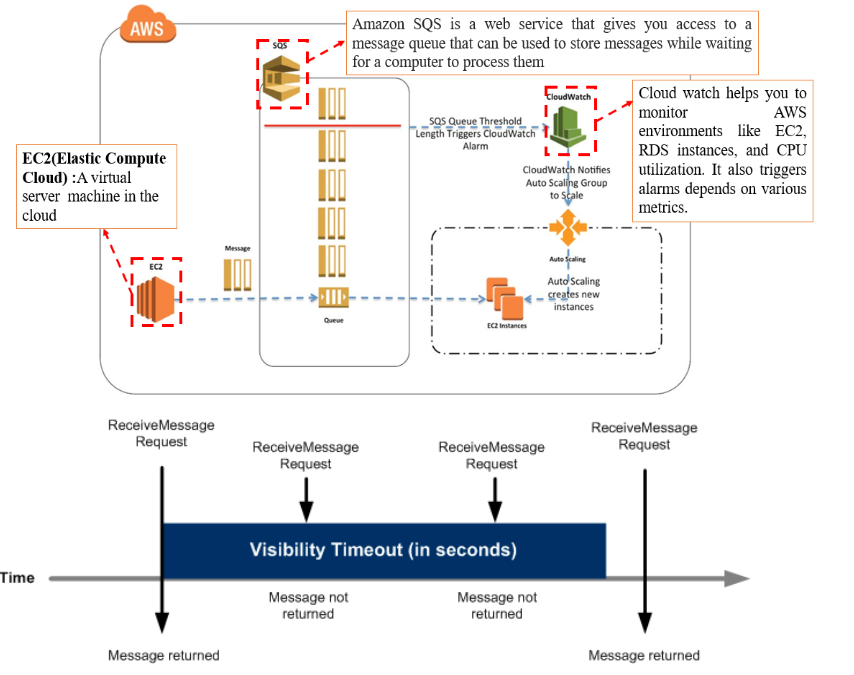 AWS
Amazon SQS is a web service that gives you access to a
message queue that can be used to store messages while waiting
for a computer to process them
SQS
CloudWatch
Cloud watch helps you to
monitor AWS
environments like EC2,
RDS instances, and CPU
utilization. It also triggers
alarms depends on various
metrics.
SQS Queue Threshold
Length Triggers CloudWatch
Alarm
EC2(Elastic Compute
Cloud) :A virtual
server machine in the
cloud
CloudWatch Notifies
Auto Scaling Group
to Scale
Message
EC2
Auto Scaling
Auto Scaling
creates new
instances
Queue
EC2 Instances
ReceiveMessage
Request
ReceiveMessage
Request
ReceiveMessage
Request
ReceiveMessage
Request
Visibility Timeout (in seconds)
Time
Message not
returned
Message not
returned
Message returned
Message returned